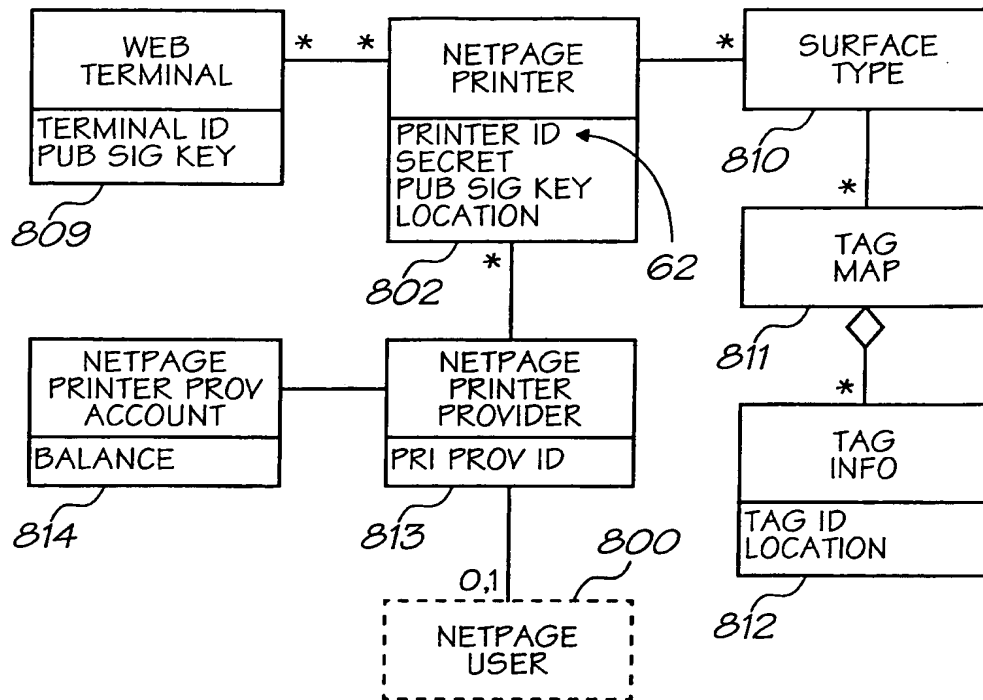 WEB
TERMINAL
TERMINAL ID
PUB SIG KEY
809
* *
NETPAGE
PRINTER
PRINTER ID
SECRET
PUB SIG KEY
LOCATION
802
62
*
SURFACE
TYPE
810
*
TAG
MAP
811
*
TAG
INFO
TAG ID
LOCATION
812
*
NETPAGE
PRINTER PROV
ACCOUNT
BALANCE
814
NETPAGE
PRINTER
PROVIDER
PRI PROV ID
813
0,1
800
NETPAGE
USER